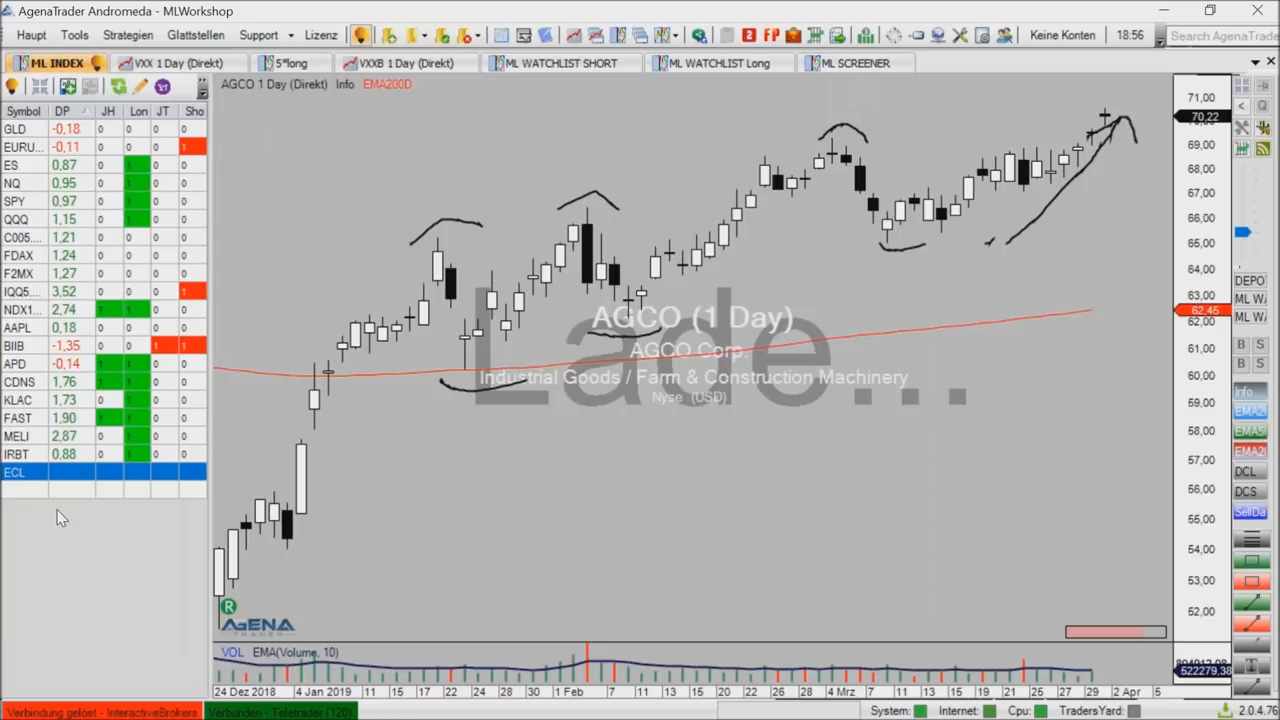 AgenaTrader Andromeda - MLWorkshop
Haupt Tools Strategien Glattstellen Support Lizenz Keine Konten 18:56 Search AgenaTrade
ML INDEX VXX 1 Day (Direkt) 5*long VXXB 1 Day (Direkt) ML WATCHLIST SHORT ML WATCHLIST Long ML SCREENER
Symbol DP JH Lon JT Sho
GLD -0,18 0 0 0 0
EURU... -0,11 0 0 0 1
ES 0,87 0 1 0 0
NQ 0,95 0 1 0 0
SPY 0,97 0 1 0 0
QQQ 1,15 0 1 0 0
C005... 1,21 0 0 0 0
FDAX 1,24 0 0 0 0
F2MX 1,27 0 0 0 0
IQQ5... 3,52 0 0 0 1
NDX1... 2,74 1 1 0 0
AAPL 0,18 0 0 0 0
BIIB -1,35 0 0 1 1
APD -0,14 1 1 0 0
CDNS 1,76 1 1 0 0
KLAC 1,73 0 1 0 0
FAST 1,90 1 1 0 0
MELI 2,87 0 1 0 0
IRBT 0,88 0 1 0 0
ECL
AGCO 1 Day (Direkt) Info EMA200D
Lade...
AGCO (1 Day)
AGCO Corp.
Industrial Goods / Farm & Construction Machinery
Nyse (USD)
R
AGENA
TRADER
71,00
70,22
69,00
68,00
67,00
66,00
65,00
64,00
63,00
62,45
62,00
61,00
60,00
59,00
58,00
57,00
56,00
55,00
54,00
53,00
52,00
DEPO
ML W
ML W
B S
B S
Info
DCL
DCS
SellDa
VOL EMA(Volume, 10)
522279,38
24 Dez 2018 4 Jan 2019 11 15 17 22 24 28 30 Feb 7 11 13 15 20 22 26 28 4 Mrz 7 11 13 15 19 21 25 27 29 2 Apr 5
Verbindung gelöst - InteractiveBrokers Verbunden - Teletrader (120) System: Internet: Cpu: TradersYard: 2.0.4.76